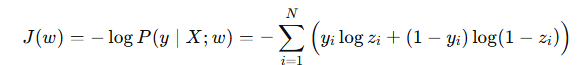 J(w) = − log P(y | X; w) = − ∑_{i=1}^{N} (y_i log z_i + (1 − y_i) log(1 − z_i))